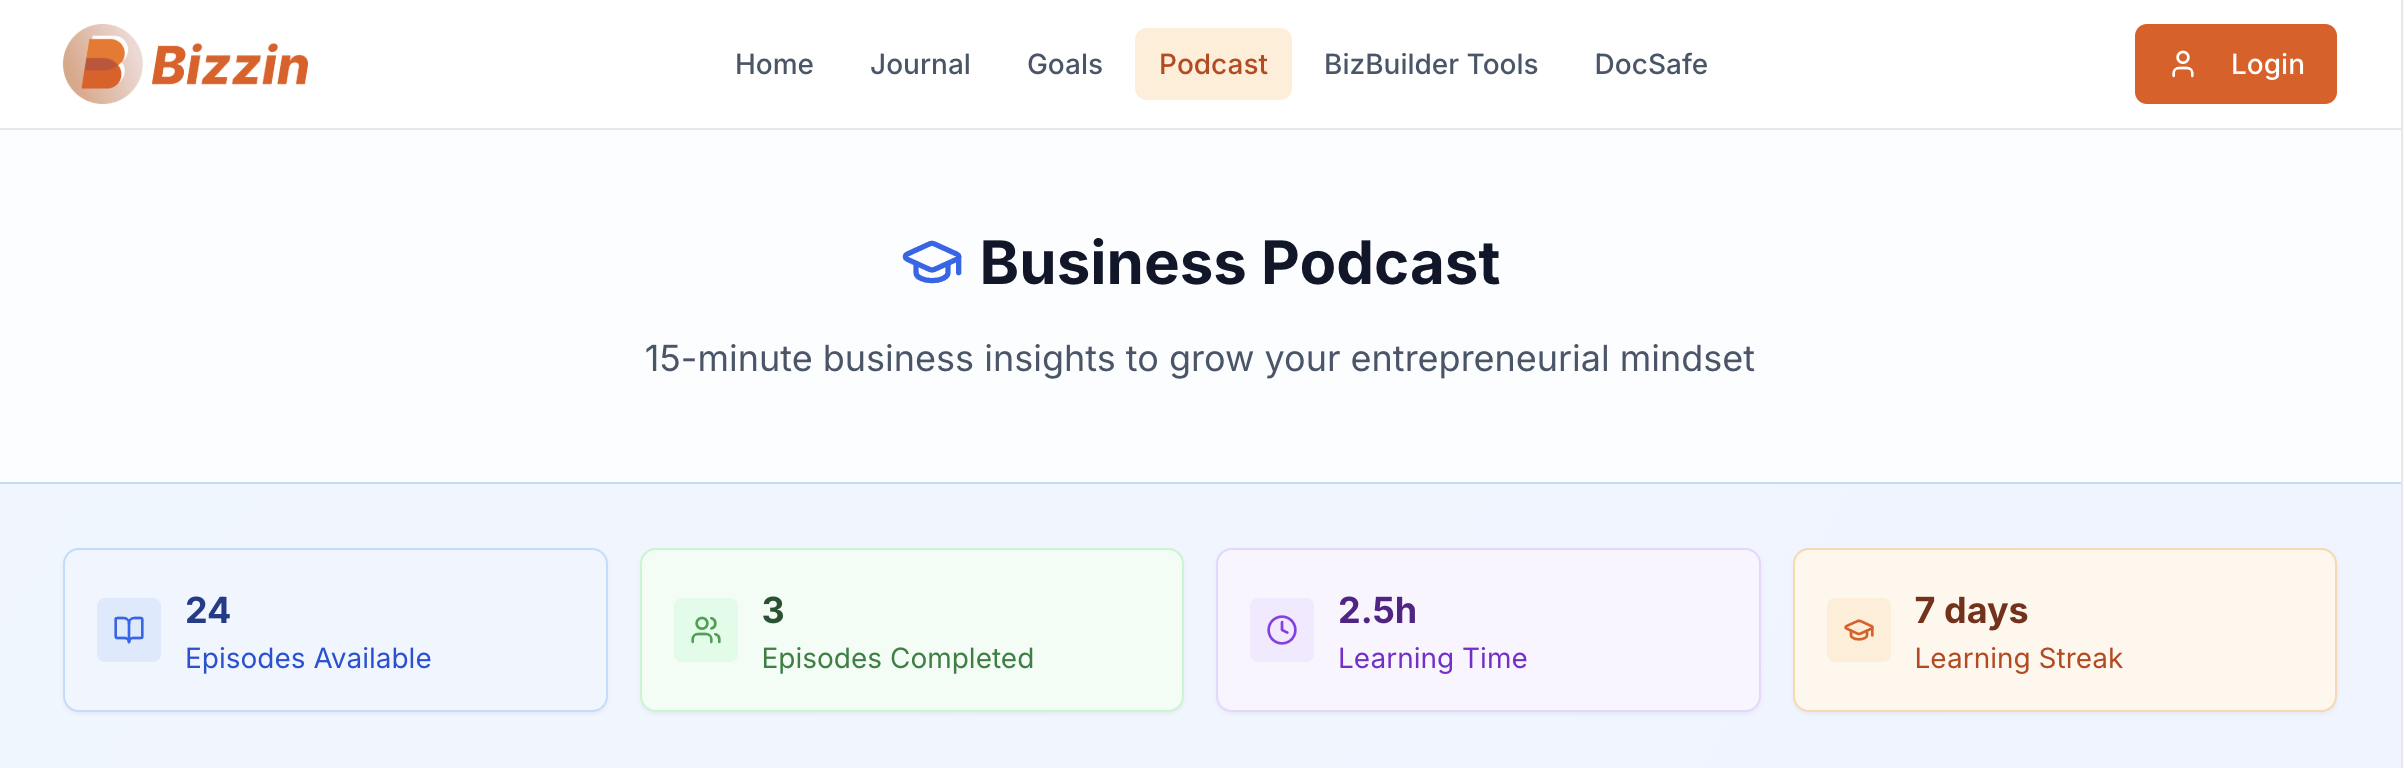 Bizzin
Home
Journal
Goals
Podcast
BizBuilder Tools
DocSafe
Login
Business Podcast
15-minute business insights to grow your entrepreneurial mindset
24
Episodes Available
3
Episodes Completed
2.5h
Learning Time
7 days
Learning Streak